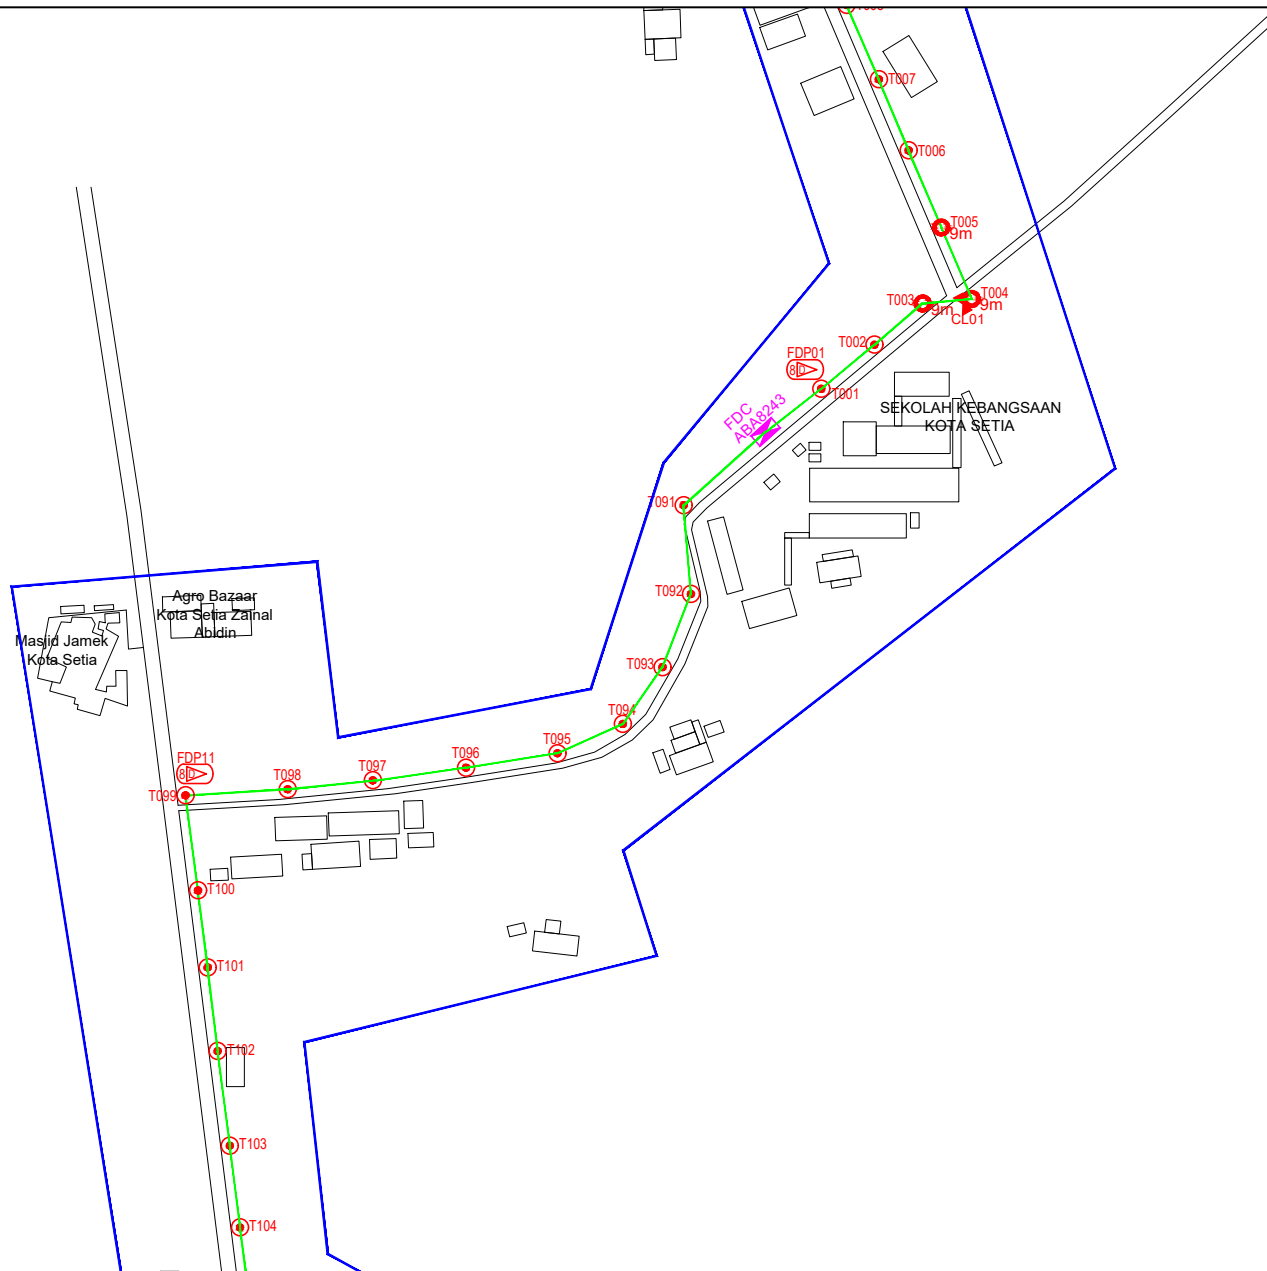 T007
T006
T005
9m
T004
9m
T003
9m
CL01
T002
FDP01
8D
T001
FDC
ABA8243
SEKOLAH KEBANGSAAN
KOTA SETIA
T091
T092
Agro Bazaar
Kota Setia Zainal
Abidin
Masjid Jamek
Kota Setia
T093
T094
T095
T096
T097
T098
FDP11
8D
T099
T100
T101
T102
T103
T104